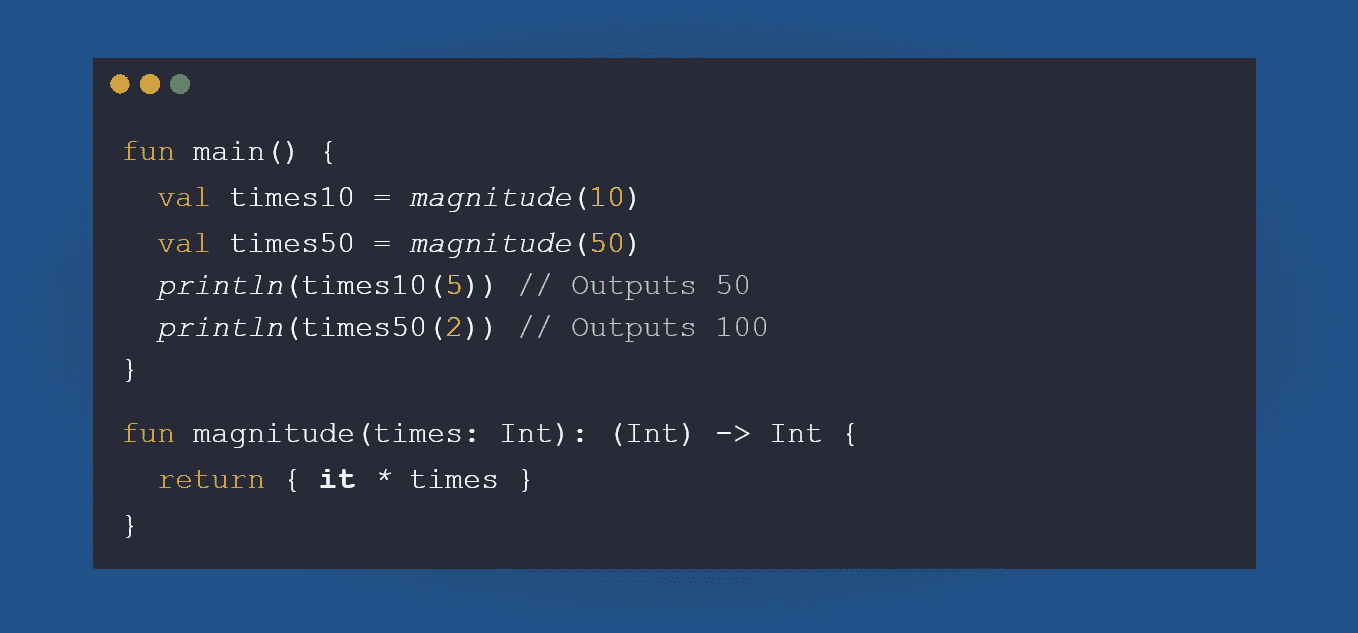 fun main() {
  val times10 = magnitude(10)
  val times50 = magnitude(50)
  println(times10(5)) // Outputs 50
  println(times50(2)) // Outputs 100
}
fun magnitude(times: Int): (Int) -> Int {
  return { it * times }
}